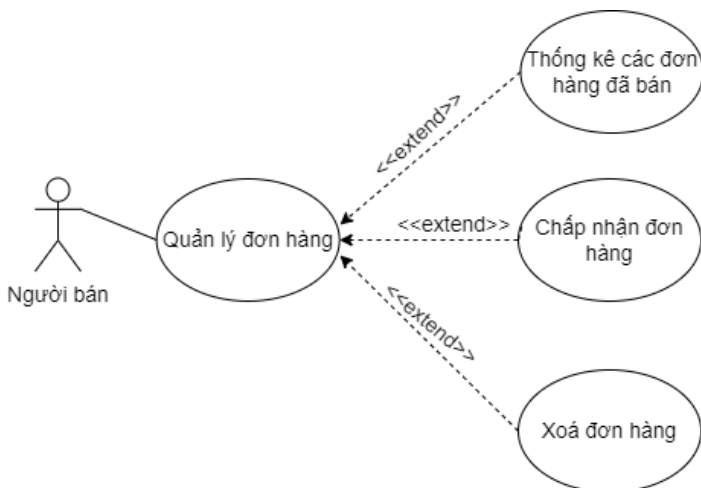 Thống kê các đơn
hàng đã bán
<<extend>>
Người bán
Quản lý đơn hàng
<<extend>>
Chấp nhận đơn
hàng
<<extend>>
Xoá đơn hàng